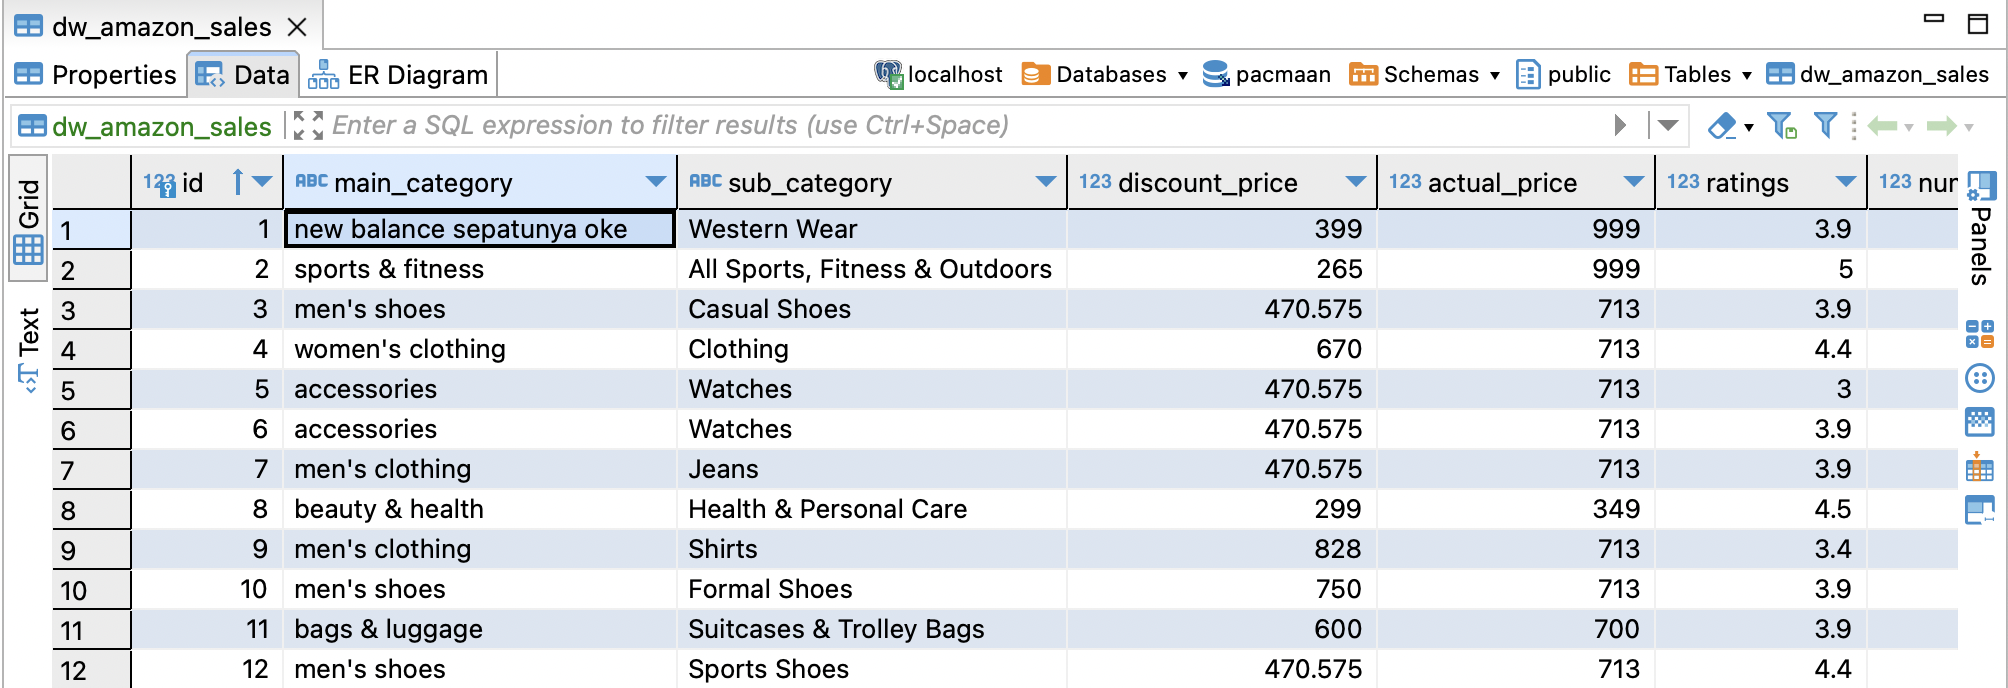 dw_amazon_sales
Properties Data ER Diagram localhost Databases pacmaan Schemas public Tables dw_amazon_sales
dw_amazon_sales Enter a SQL expression to filter results (use Ctrl+Space)
Grid
Text
Panels
123 id ABC main_category ABC sub_category 123 discount_price 123 actual_price 123 ratings 123 nur
1 1 new balance sepatunya oke Western Wear 399 999 3.9
2 2 sports & fitness All Sports, Fitness & Outdoors 265 999 5
3 3 men's shoes Casual Shoes 470.575 713 3.9
4 4 women's clothing Clothing 670 713 4.4
5 5 accessories Watches 470.575 713 3
6 6 accessories Watches 470.575 713 3.9
7 7 men's clothing Jeans 470.575 713 3.9
8 8 beauty & health Health & Personal Care 299 349 4.5
9 9 men's clothing Shirts 828 713 3.4
10 10 men's shoes Formal Shoes 750 713 3.9
11 11 bags & luggage Suitcases & Trolley Bags 600 700 3.9
12 12 men's shoes Sports Shoes 470.575 713 4.4